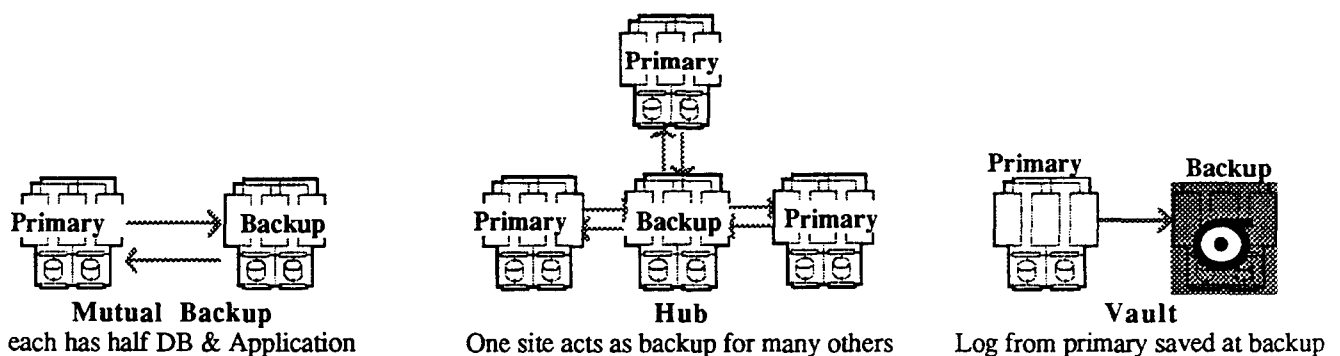 Primary
Backup
Mutual Backup
each has half DB & Application
Primary
Primary
Backup
Primary
Hub
One site acts as backup for many others
Primary
Backup
Vault
Log from primary saved at backup